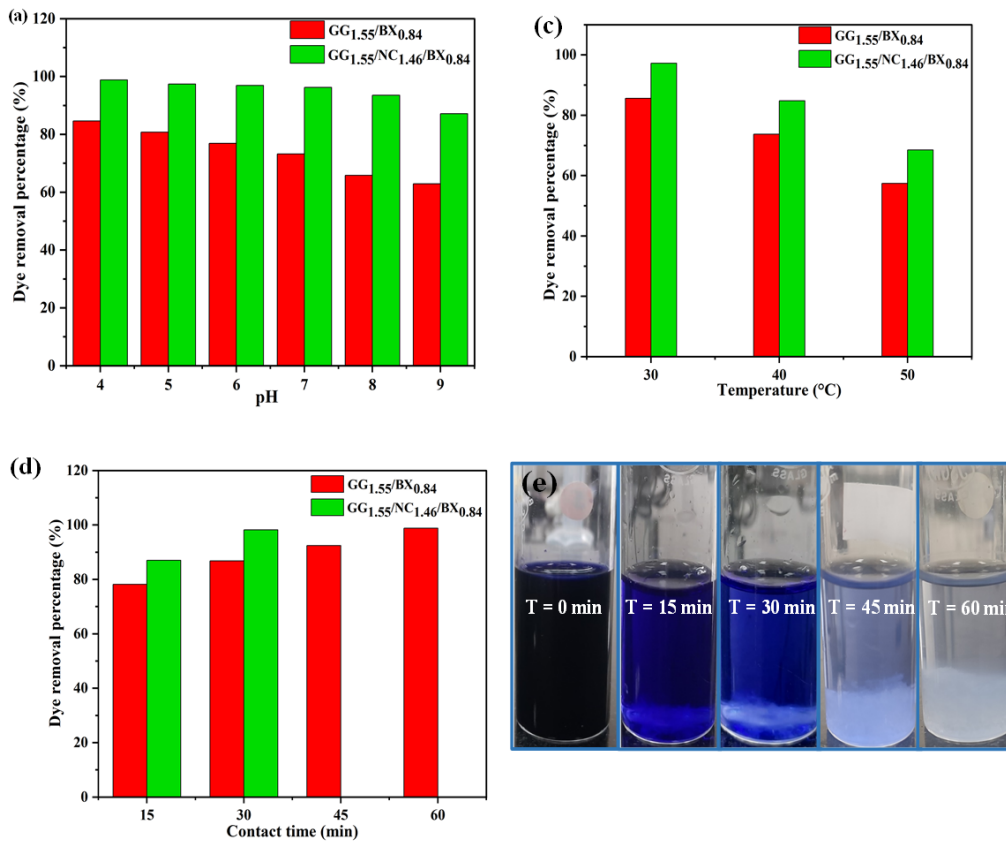 (a)
120
100
80
60
40
20
0
Dye removal percentage (%)
GG1.55/BX0.84
GG1.55/NC1.46/BX0.84
4 5 6 7 8 9
pH
(c)
100
80
60
40
20
0
Dye removal percentage (%)
GG1.55/BX0.84
GG1.55/NC1.46/BX0.84
30 40 50
Temperature (°C)
(d)
120
100
80
60
40
20
0
Dye removal percentage (%)
GG1.55/BX0.84
GG1.55/NC1.46/BX0.84
15 30 45 60
Contact time (min)
(e)
T = 0 min
T = 15 min
T = 30 min
T = 45 min
T = 60 min